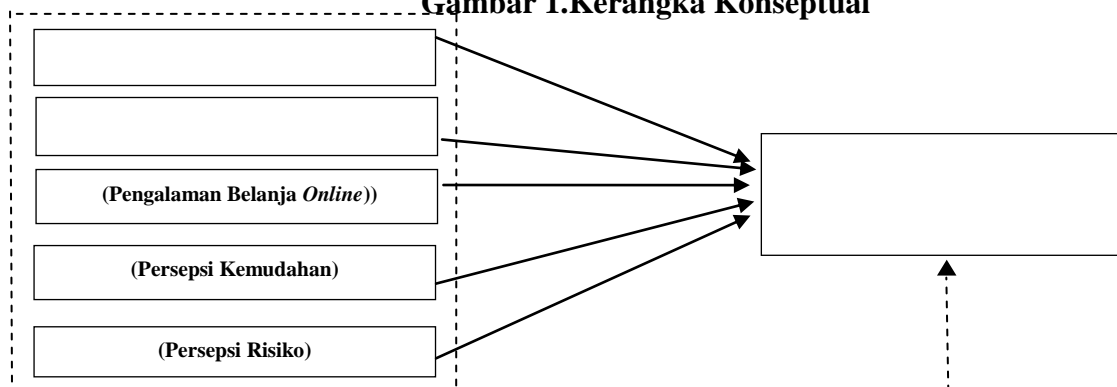 Gambar 1.Kerangka Konseptual
(Pengalaman Belanja Online))
(Persepsi Kemudahan)
(Persepsi Risiko)